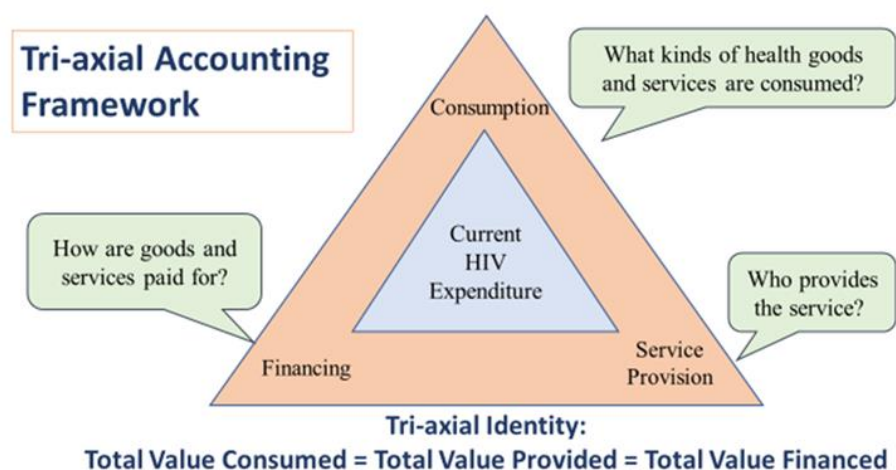 Tri-axial Accounting
Framework
What kinds of health goods
and services are consumed?
Consumption
How are goods and
services paid for?
Current
HIV
Expenditure
Who provides
the service?
Financing
Service
Provision
Tri-axial Identity:
Total Value Consumed = Total Value Provided = Total Value Financed